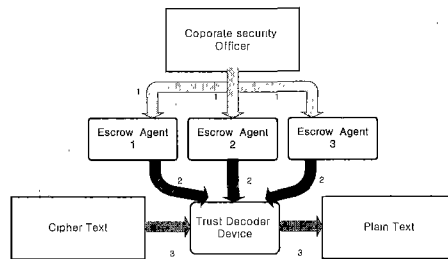 Coporate security
Officer
1
1
1
Escrow Agent
1
Escrow Agent
2
Escrow Agent
3
2
2
2
Cipher Text
Trust Decoder
Device
Plain Text
3
3